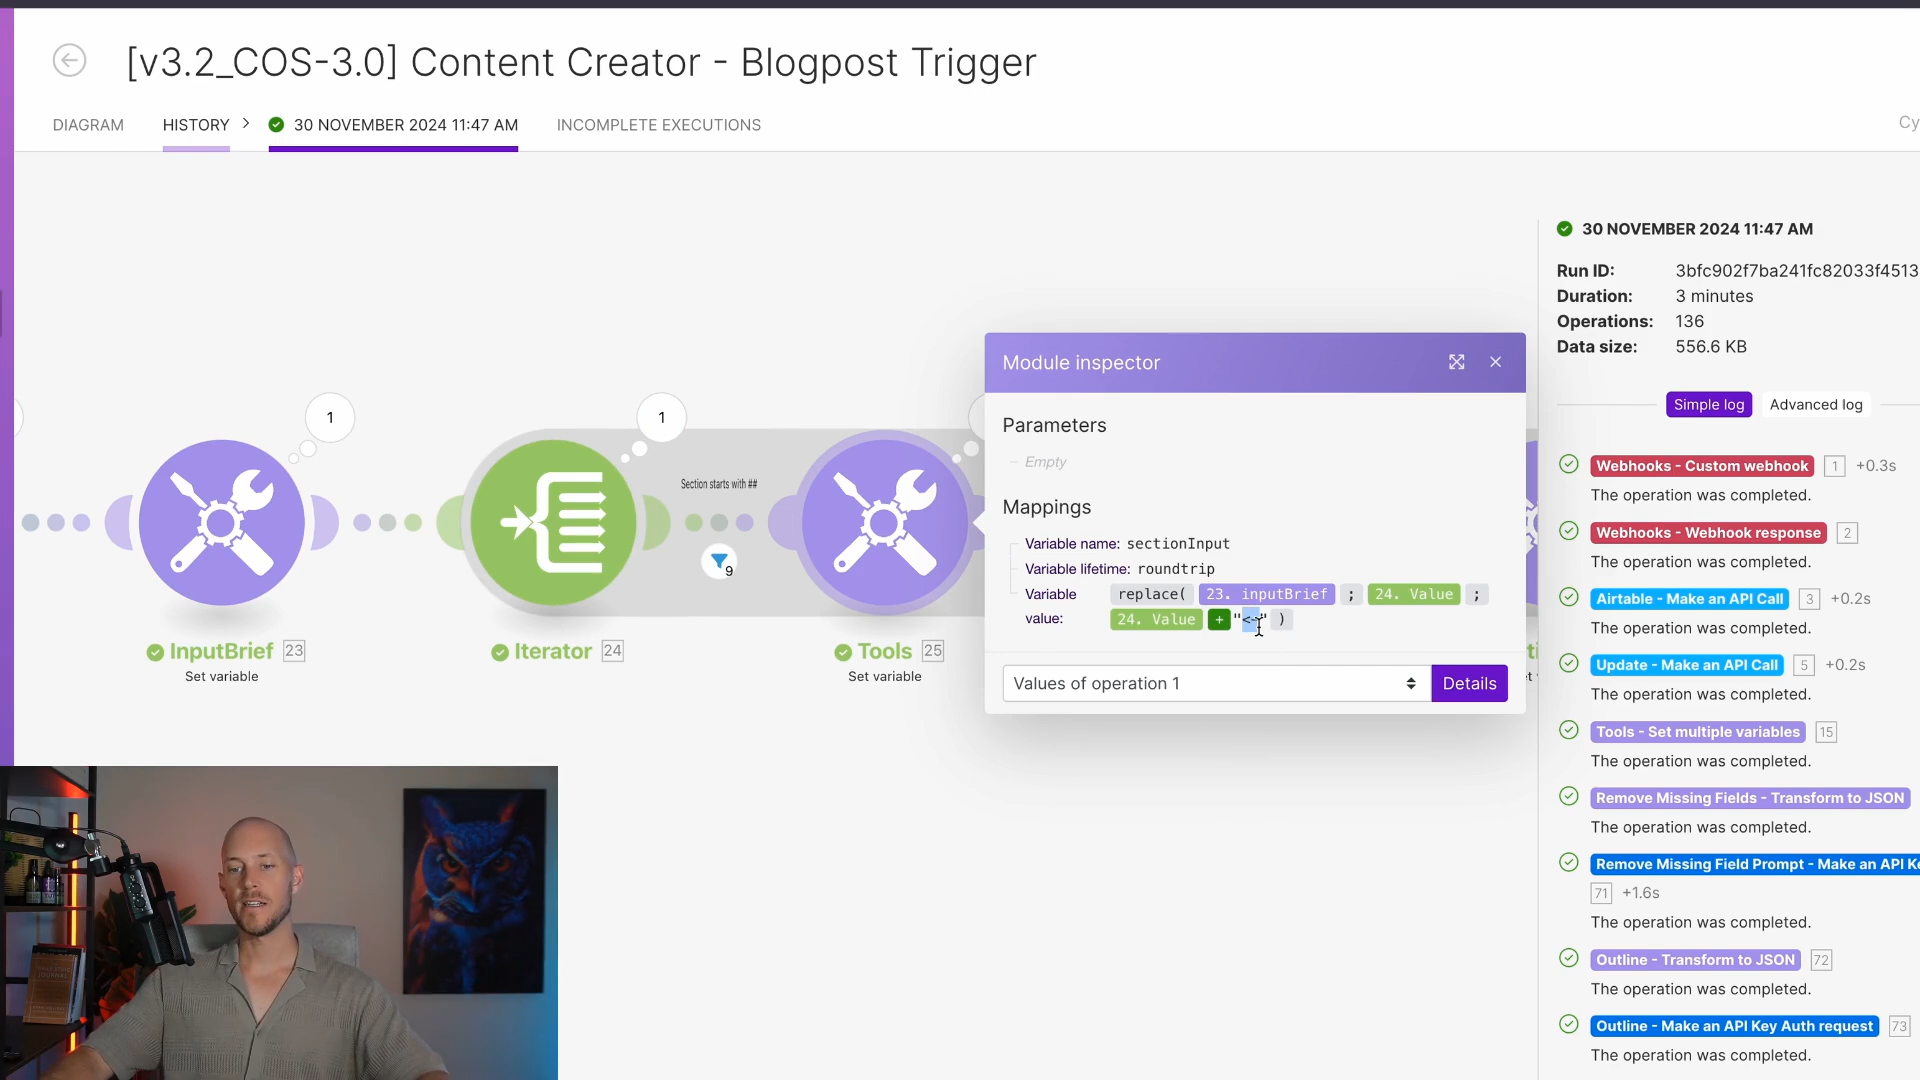 [v3.2_COS-3.0] Content Creator - Blogpost Trigger
DIAGRAM
HISTORY
30 NOVEMBER 2024 11:47 AM
INCOMPLETE EXECUTIONS
Cy
1
InputBrief 23
Set variable
1
Iterator 24
Section starts with ##
9
Tools 25
Set variable
Module inspector
Parameters
Empty
Mappings
Variable name: sectionInput
Variable lifetime: roundtrip
Variable value: replace( 23. inputBrief ; 24. Value ;
24. Value + "<-" )
Values of operation 1
Details
30 NOVEMBER 2024 11:47 AM
Run ID: 3bfc902f7ba241fc82033f4513
Duration: 3 minutes
Operations: 136
Data size: 556.6 KB
Simple log
Advanced log
Webhooks - Custom webhook 1 +0.3s
The operation was completed.
Webhooks - Webhook response 2
The operation was completed.
Airtable - Make an API Call 3 +0.2s
The operation was completed.
Update - Make an API Call 5 +0.2s
The operation was completed.
Tools - Set multiple variables 15
The operation was completed.
Remove Missing Fields - Transform to JSON
The operation was completed.
Remove Missing Field Prompt - Make an API Ke
71 +1.6s
The operation was completed.
Outline - Transform to JSON 72
The operation was completed.
Outline - Make an API Key Auth request 73
The operation was completed.